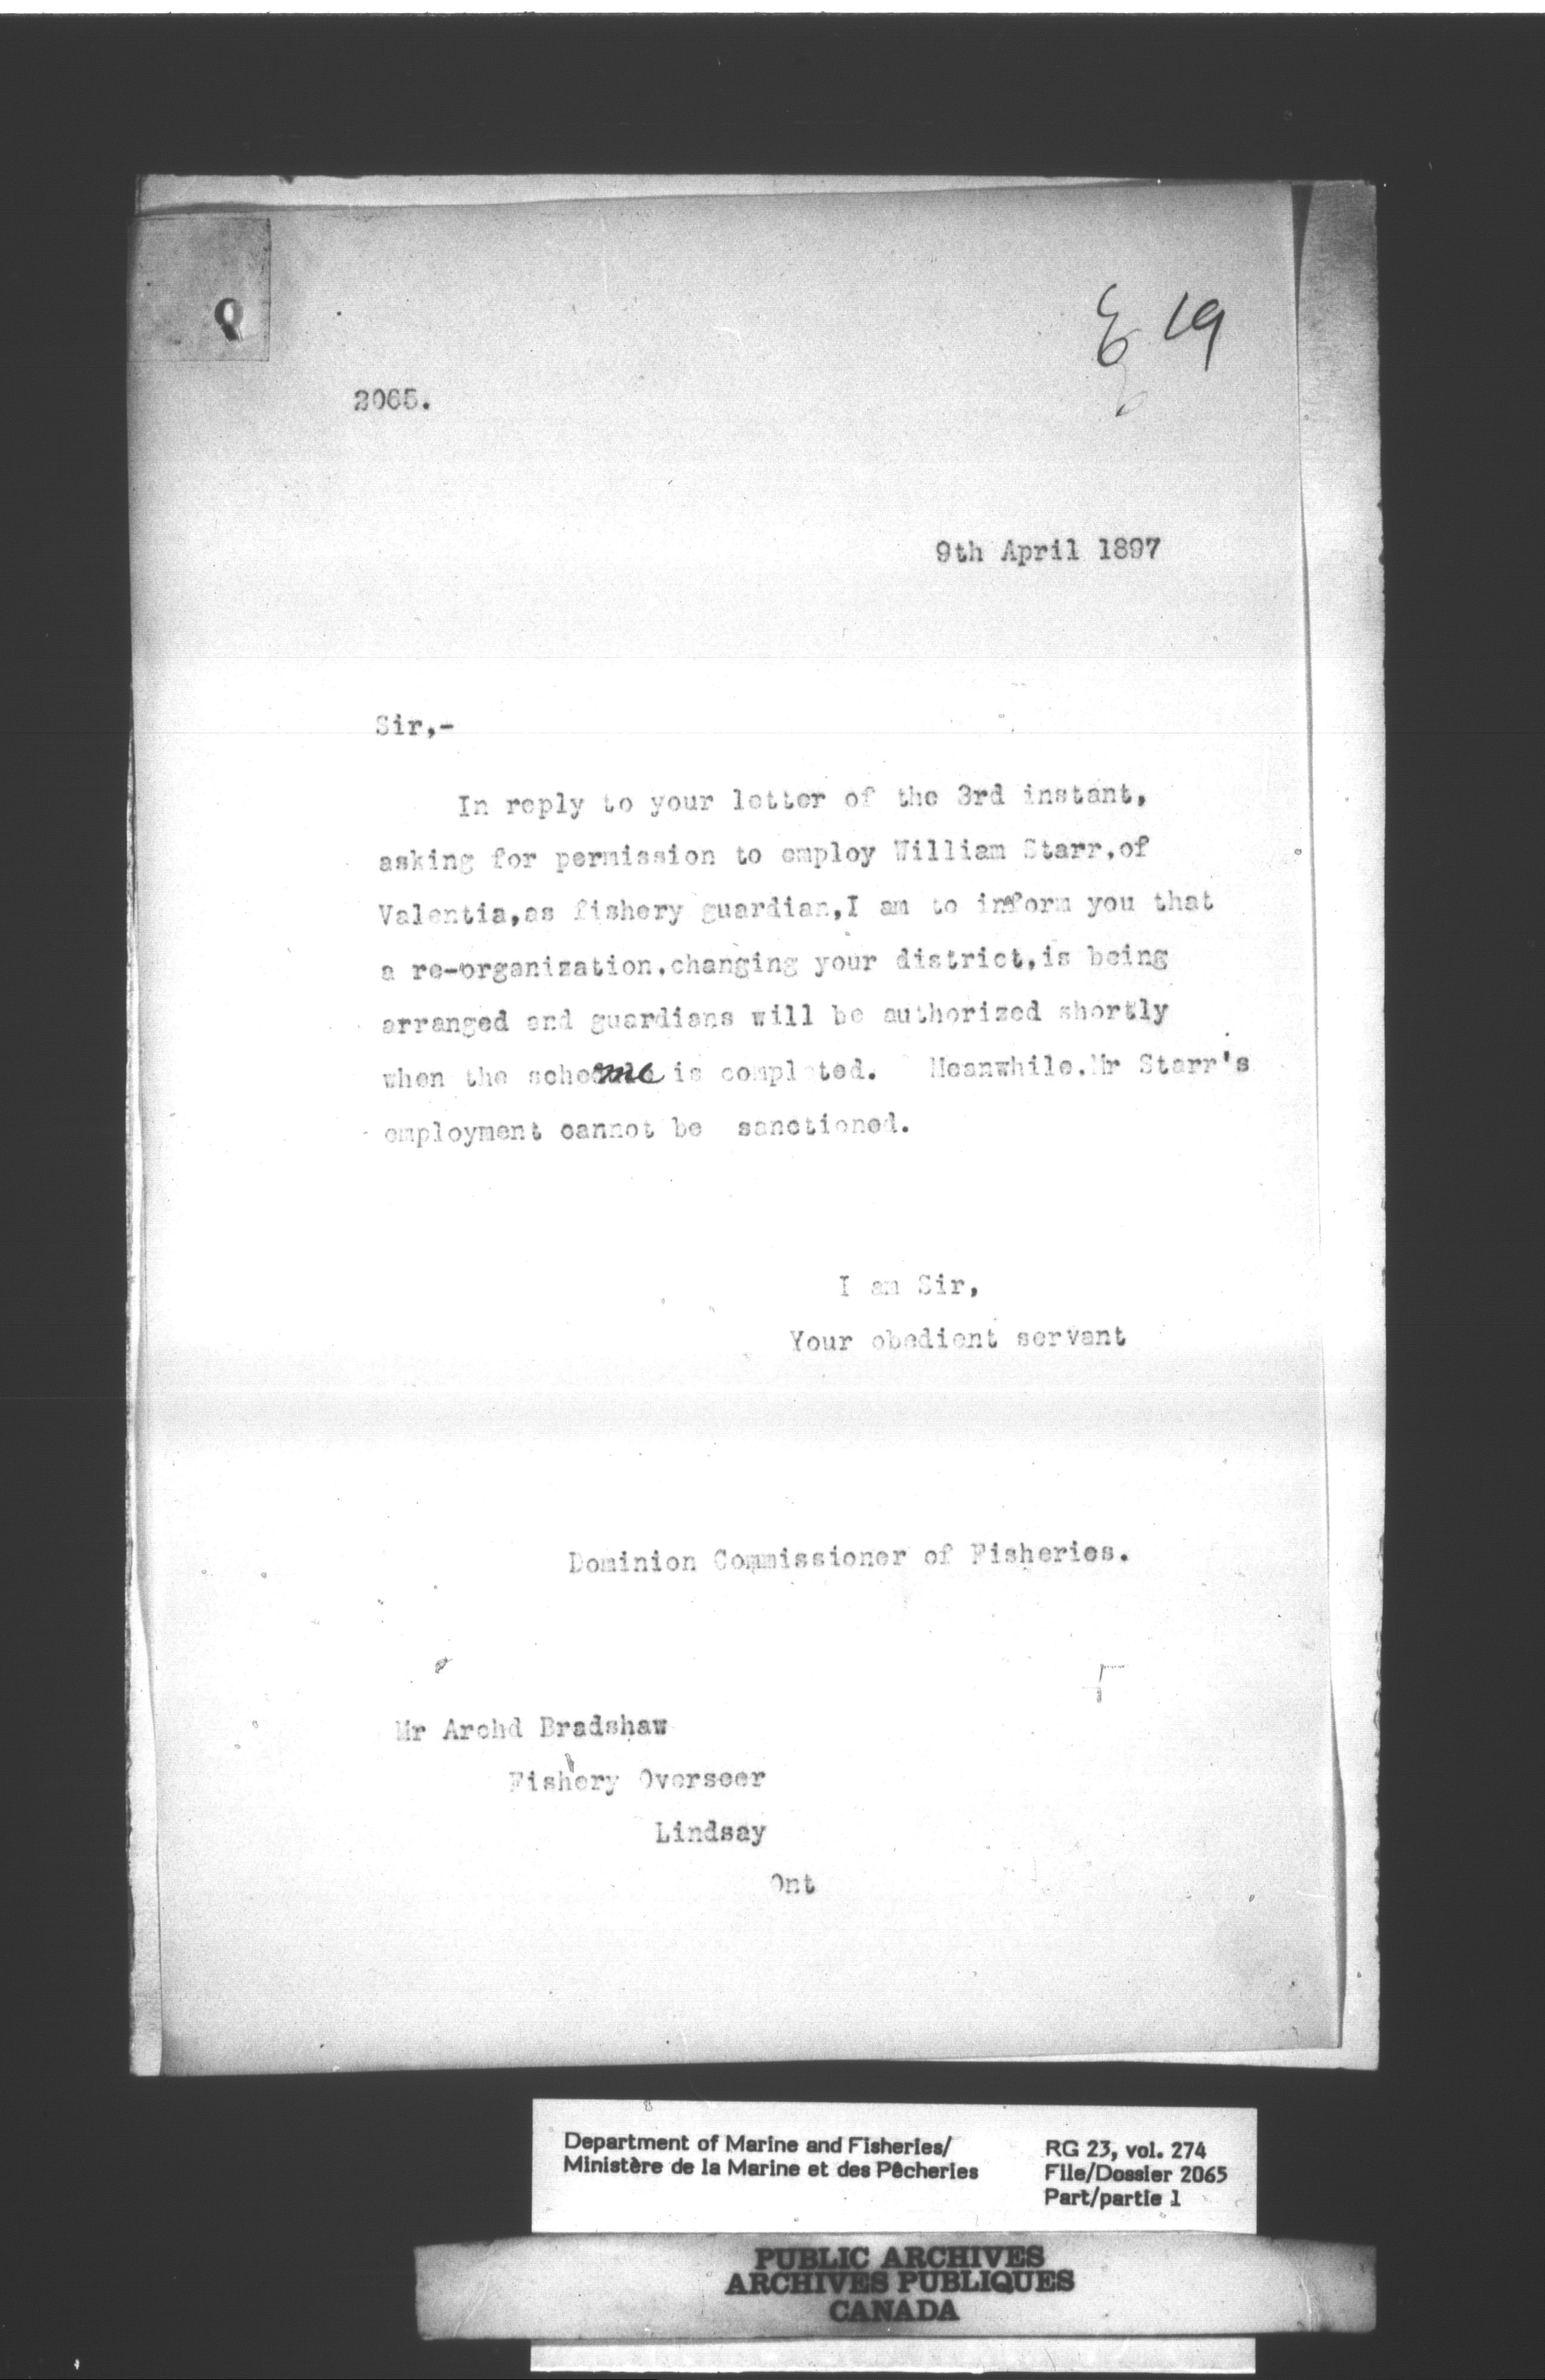 Q
19
2065.
9th April 1897
Sir,-
In reply to your letter of the 3rd instant,
asking for permission to employ William Starr,of
Valentia,as fishery guardian,I am to inform you that
a re-organization,changing your district,is being
arranged and guardians will be authorized shortly
when the scheme is completed. Meanwhile,Mr Starr's
employment cannot be sanctioned.
I am Sir,
Your obedient servant
Dominion Commissioner of Fisheries.
Mr Archd Bradshaw
Fishery Overseer
Lindsay
Ont
Department of Marine and Fisheries/
Ministère de la Marine et des Pêcheries
RG 23, vol. 274
File/Dossier 2065
Part/partie 1
PUBLIC ARCHIVES
ARCHIVES PUBLIQUES
CANADA